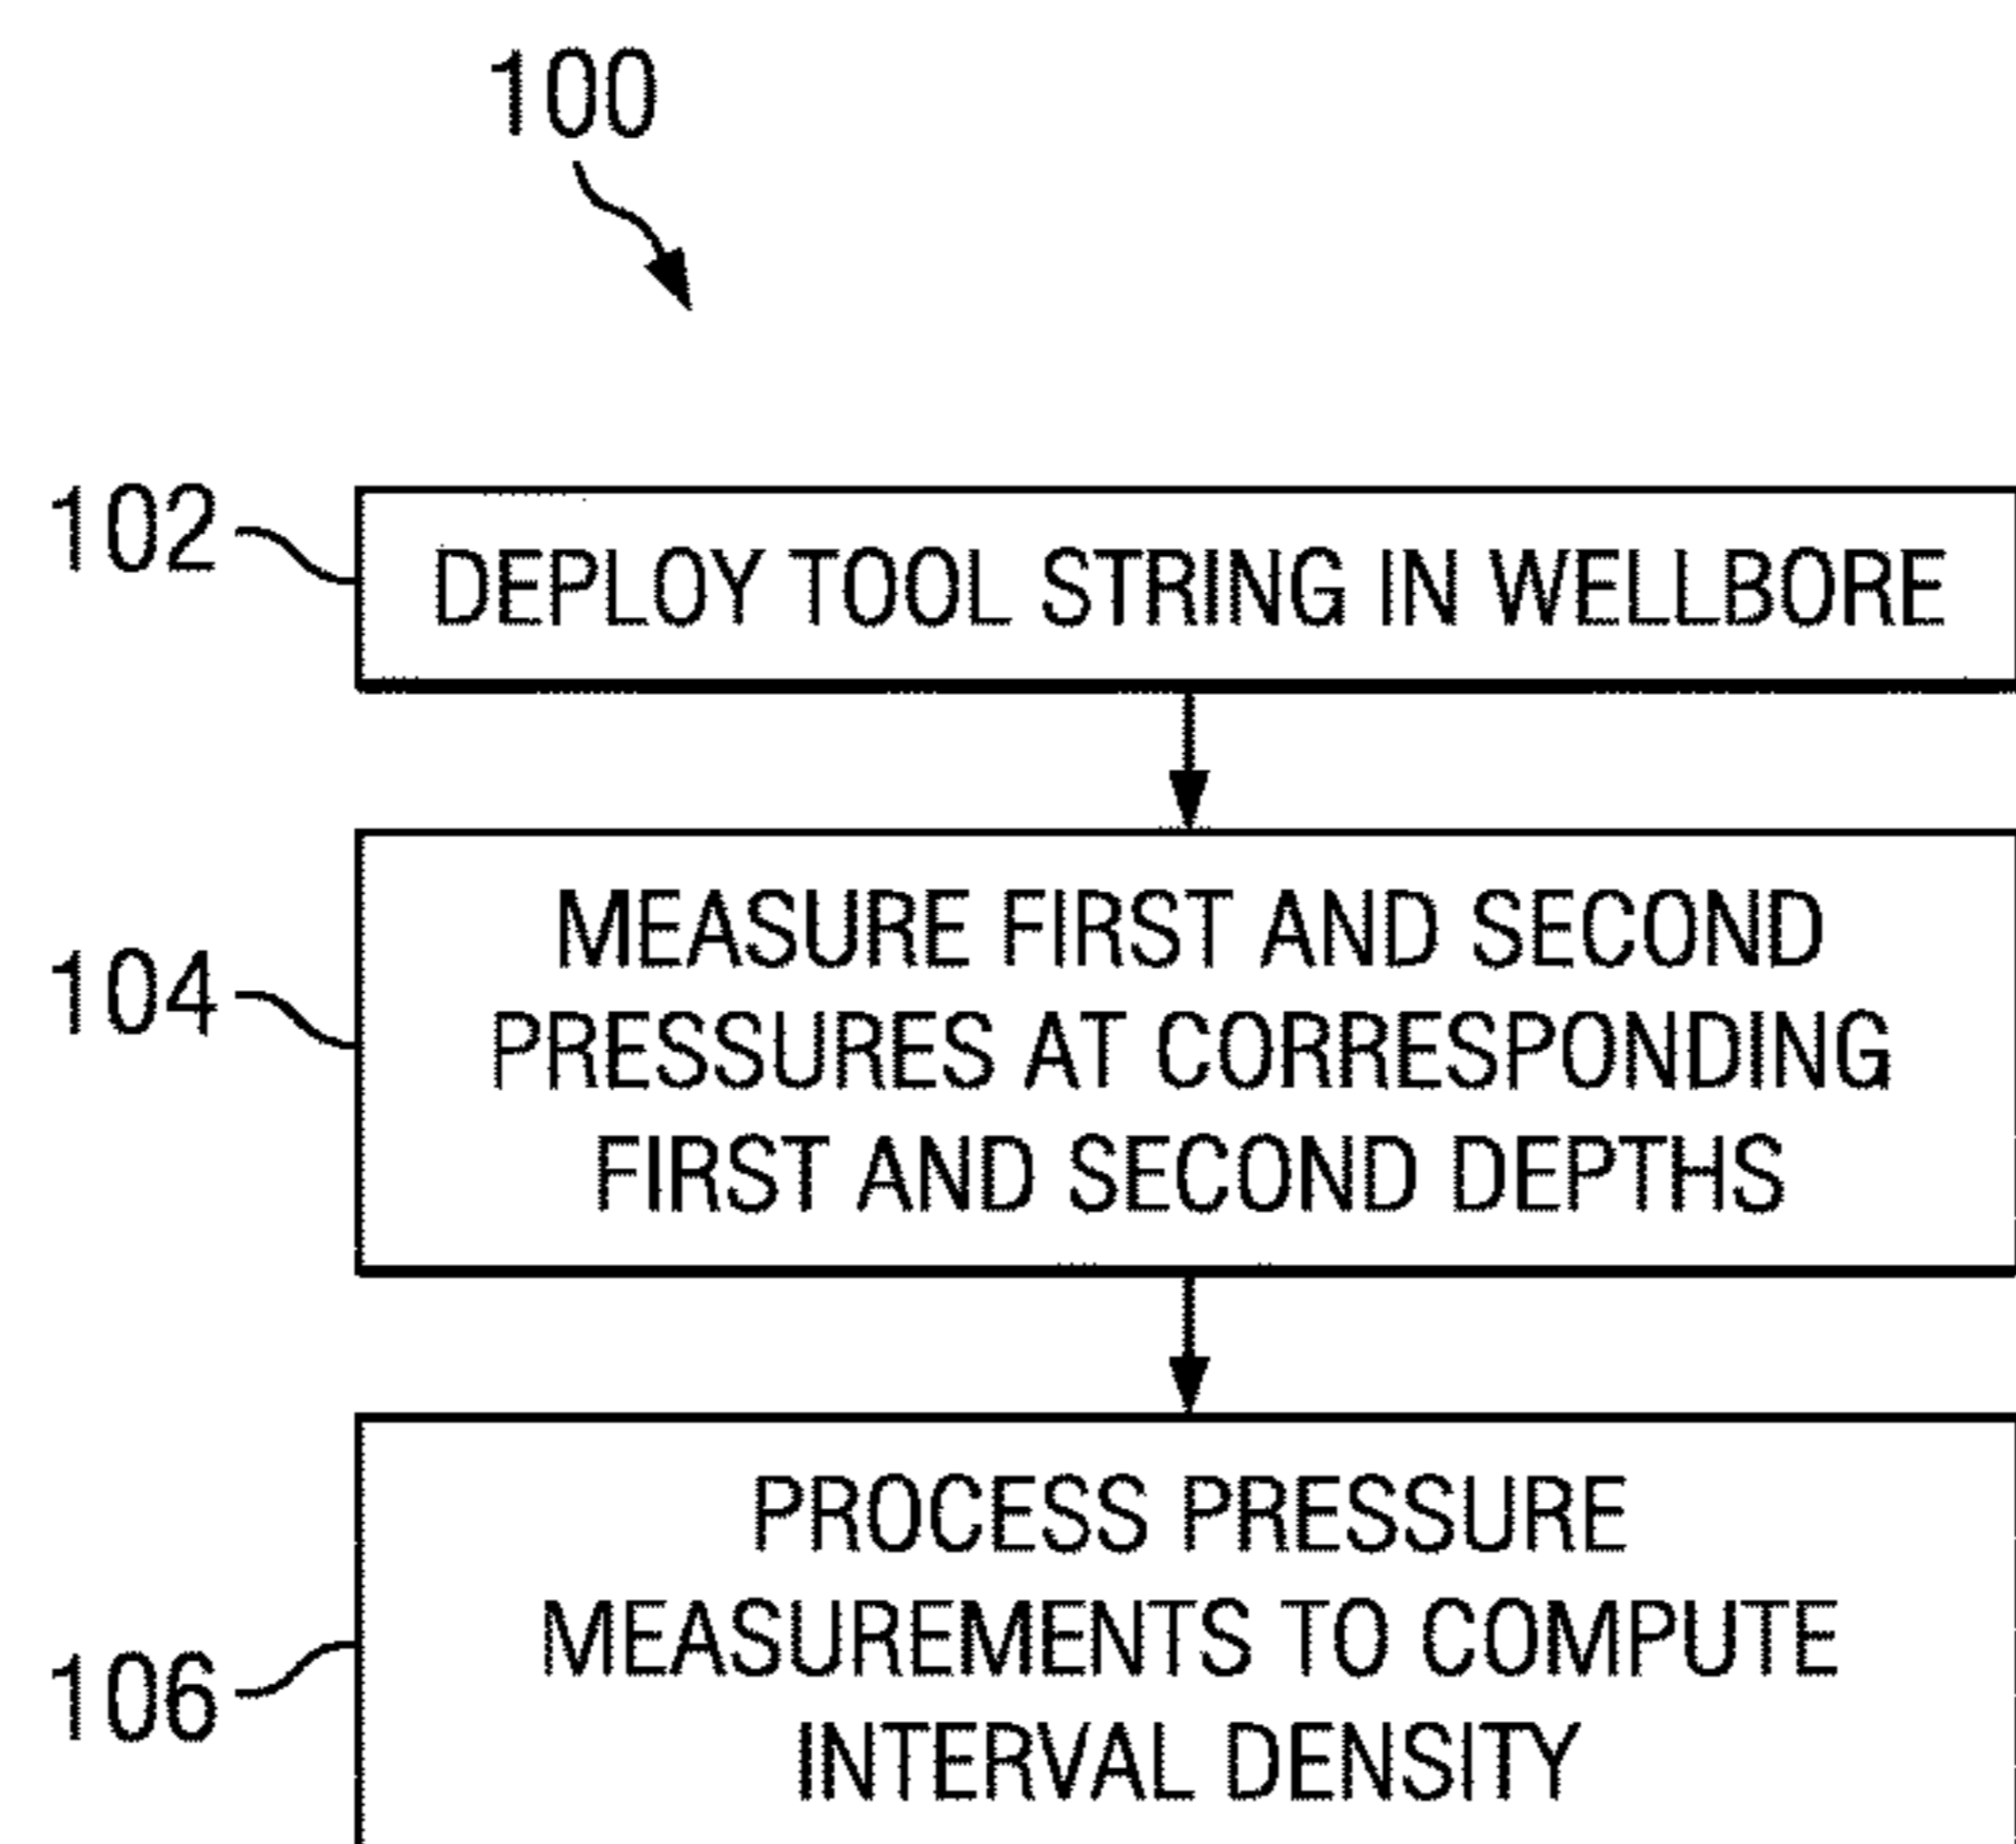 100
102
DEPLOY TOOL STRING IN WELLBORE
104
MEASURE FIRST AND SECOND
PRESSURES AT CORRESPONDING
FIRST AND SECOND DEPTHS
106
PROCESS PRESSURE
MEASUREMENTS TO COMPUTE
INTERVAL DENSITY